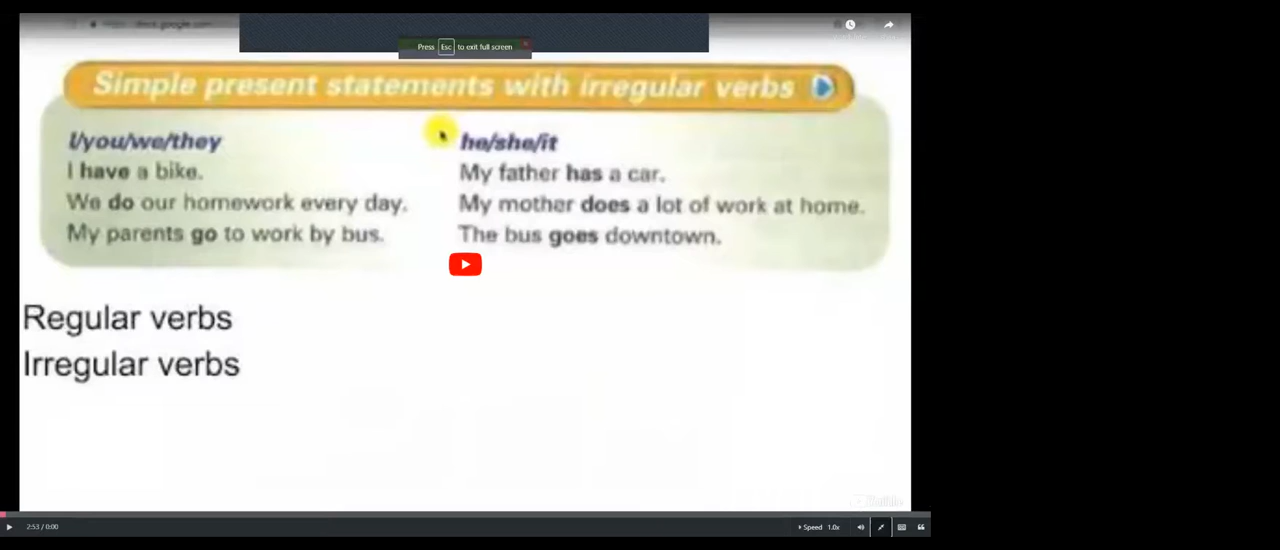 docs.google.com
Press Esc to exit full screen
Simple present statements with irregular verbs
I/you/we/they
I have a bike.
We do our homework every day.
My parents go to work by bus.
he/she/it
My father has a car.
My mother does a lot of work at home.
The bus goes downtown.
Regular verbs
Irregular verbs
2:53 / 0:00
Speed 1.0x